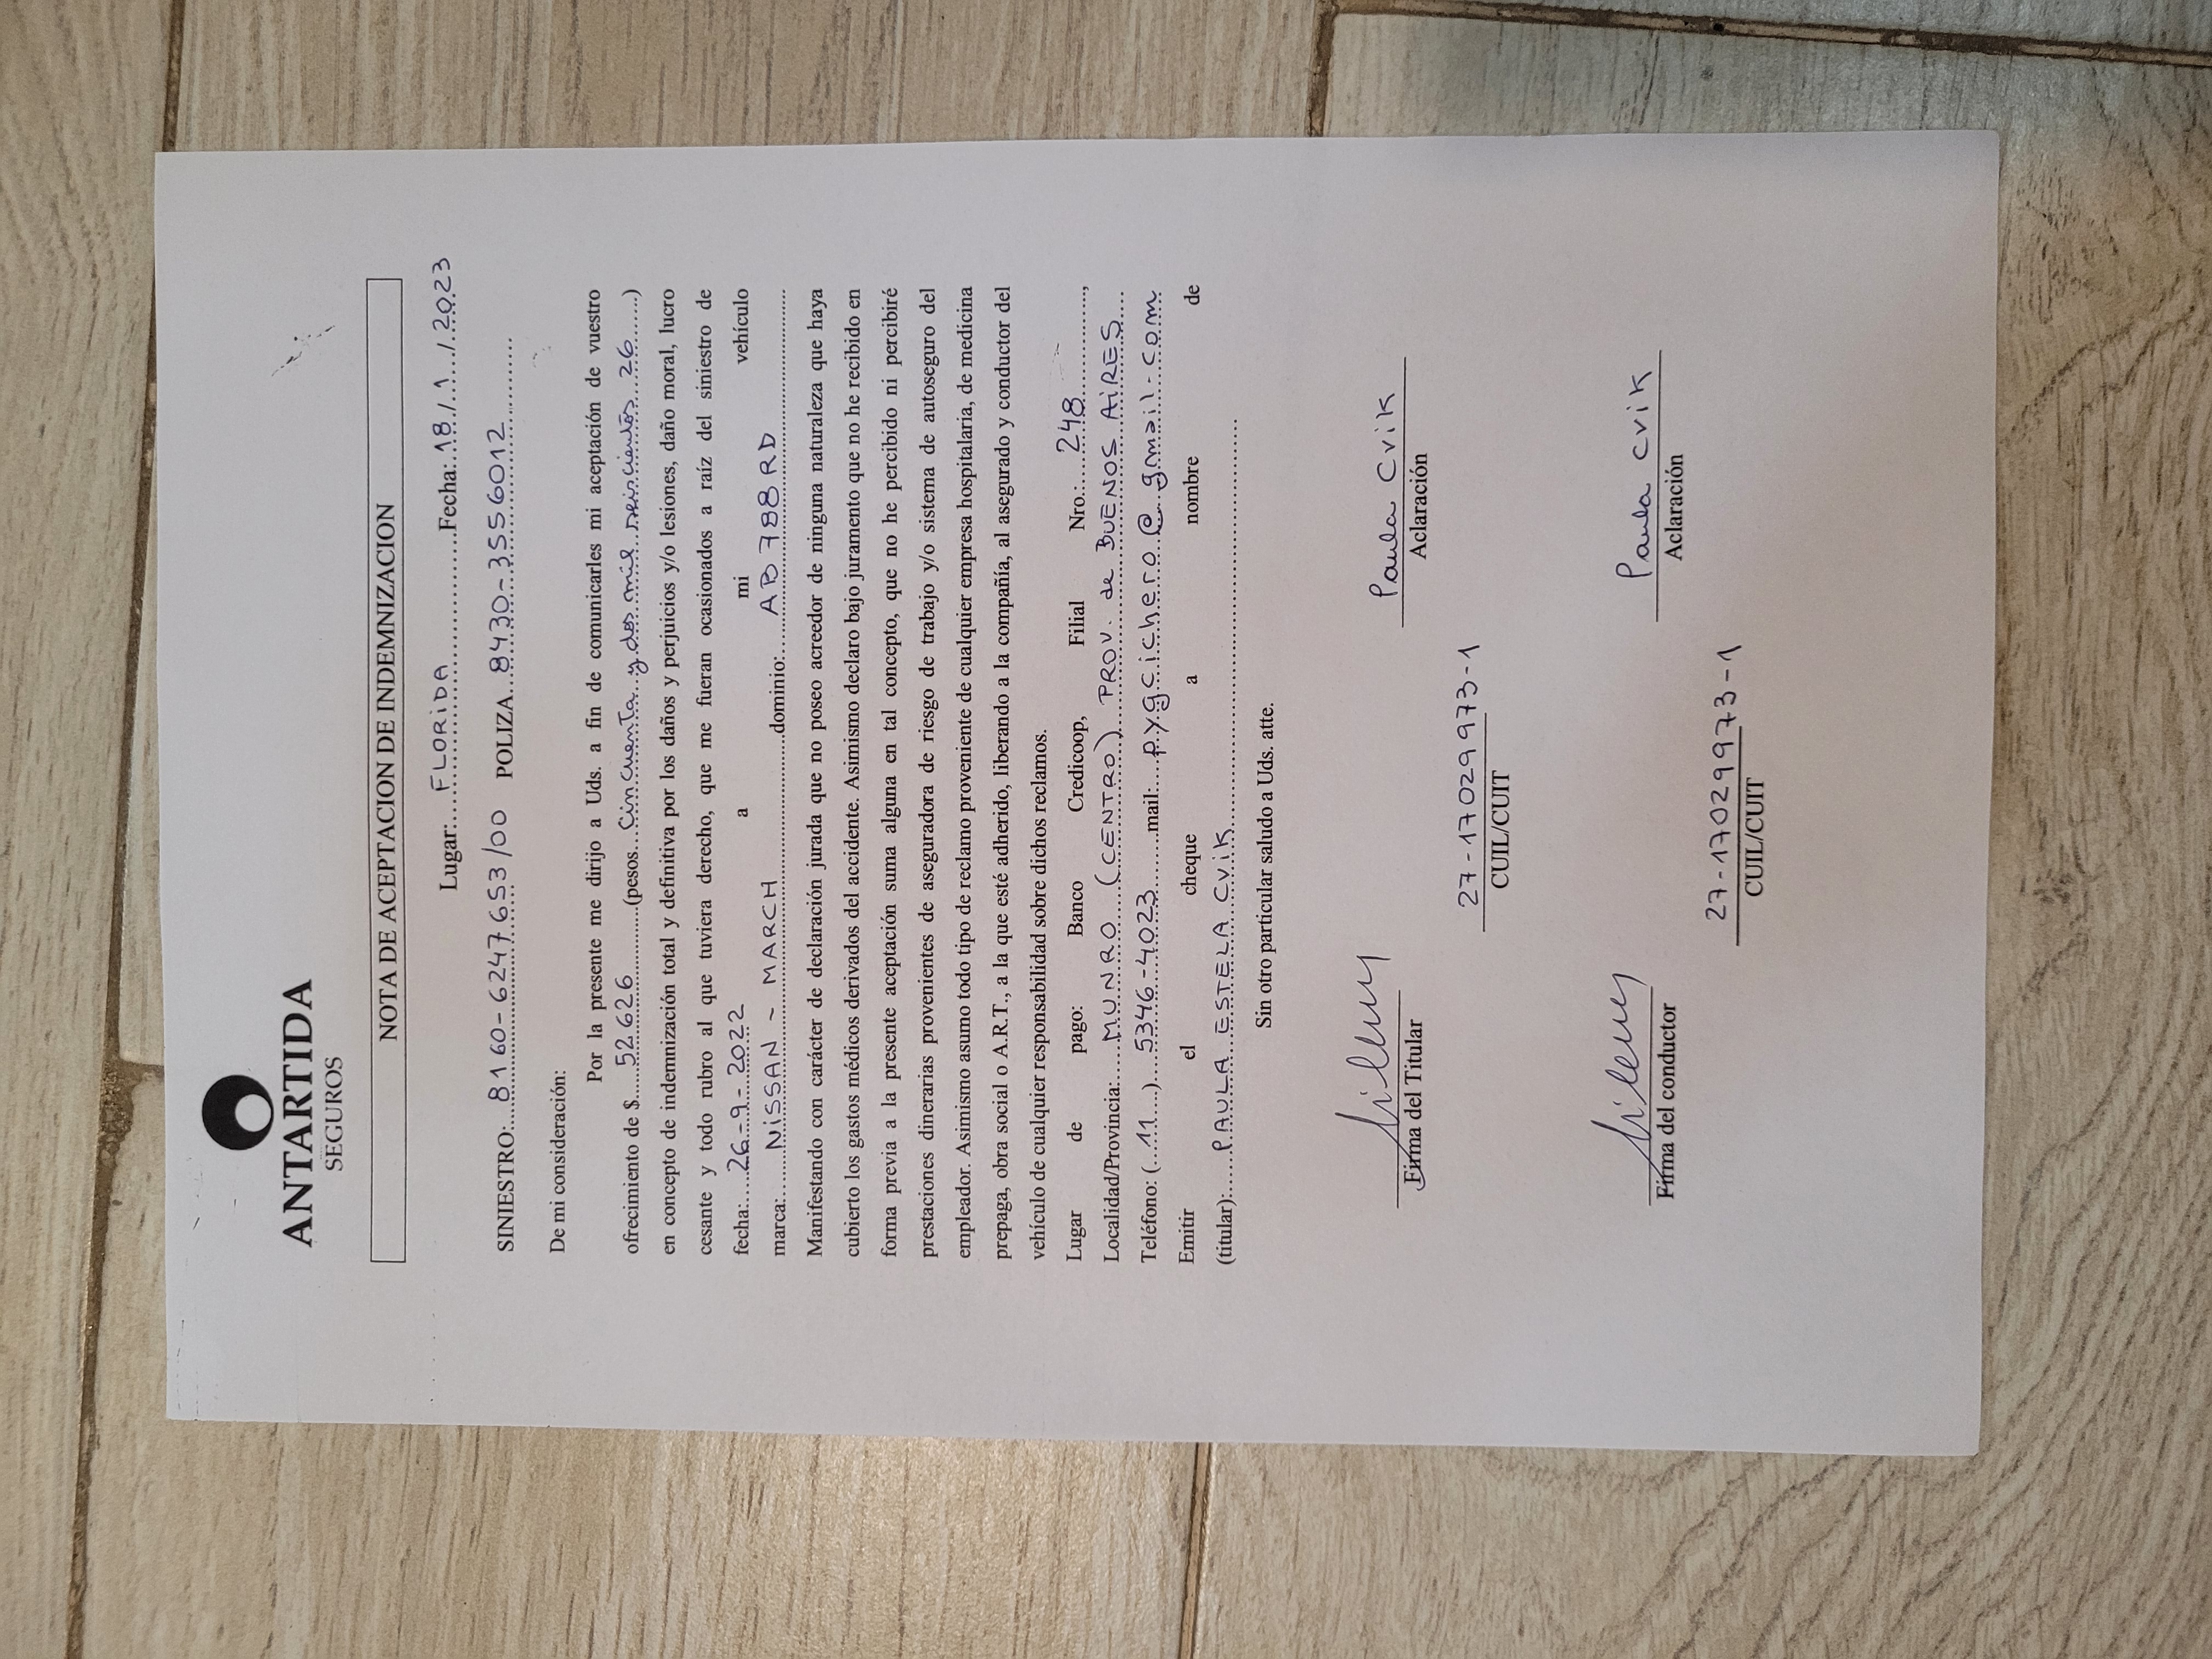 ANTARTIDA
SEGUROS
NOTA DE ACEPTACION DE INDEMNIZACION
Lugar:....FLORIDA....................Fecha:.18./.1.../.2023
SINIESTRO:...8160-6247653/00 POLIZA...8430-3556012............
De mi consideración:
Por la presente me dirijo a Uds. a fin de comunicarles mi aceptación de vuestro
ofrecimiento de $.....52626............(pesos...Cincuenta y dos mil seiscientos 26.......)
en concepto de indemnización total y definitiva por los daños y perjuicios y/o lesiones, daño moral, lucro
cesante y todo rubro al que tuviera derecho, que me fueran ocasionados a raíz del siniestro de
fecha:....26-9-2022 a mi vehículo
marca:......NISSAN - MARCH......................dominio:.....AB788RD......................
Manifestando con carácter de declaración jurada que no poseo acreedor de ninguna naturaleza que haya
cubierto los gastos médicos derivados del accidente. Asimismo declaro bajo juramento que no he recibido en
forma previa a la presente aceptación suma alguna en tal concepto, que no he percibido ni percibiré
prestaciones dinerarias provenientes de aseguradora de riesgo de trabajo y/o sistema de autoseguro del
empleador. Asimismo asumo todo tipo de reclamo proveniente de cualquier empresa hospitalaria, de medicina
prepaga, obra social o A.R.T., a la que esté adherido, liberando a la compañía, al asegurado y conductor del
vehículo de cualquier responsabilidad sobre dichos reclamos.
Lugar de pago: Banco Credicoop, Filial Nro.:....248..................,
Localidad/Provincia:.....MUNRO (CENTRO) PROV. de BUENOS AIRES....
Teléfono: (..11....)....5346-4023.........mail:....pygcichero@gmail.com
Emitir el cheque a nombre de
(titular):.....PAULA ESTELA CVIK............................................................
Sin otro particular saludo a Uds. atte.
Paula Cvik
Firma del Titular Aclaración
27-17029973-1
CUIL/CUIT
Paula Cvik
Firma del conductor Aclaración
27-17029973-1
CUIL/CUIT